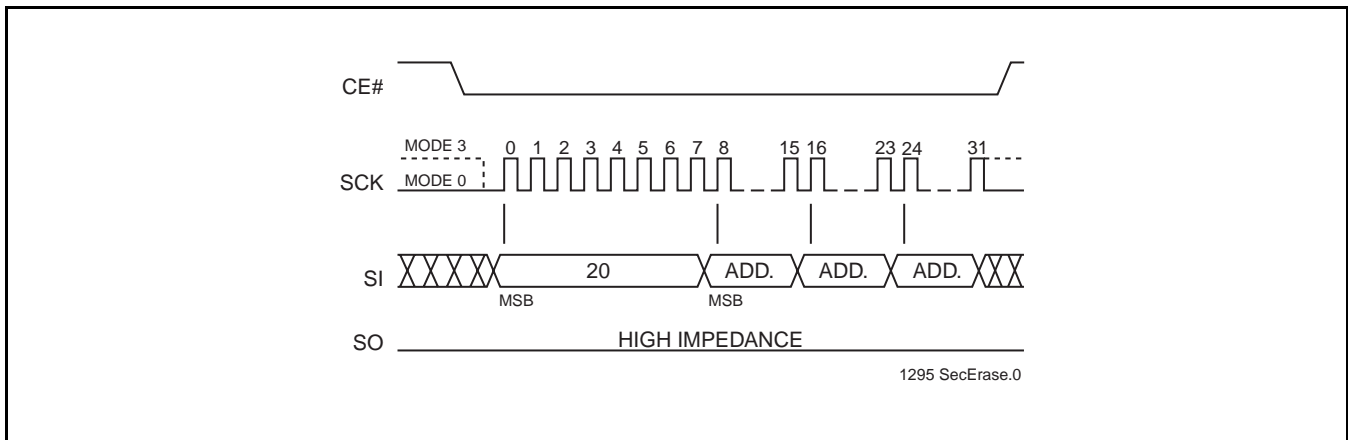 CE#
MODE 3
0 1 2 3 4 5 6 7 8 15 16 23 24 31
SCK
MODE 0
SI
20 ADD. ADD. ADD.
MSB MSB
SO
HIGH IMPEDANCE
1295 SecErase.0